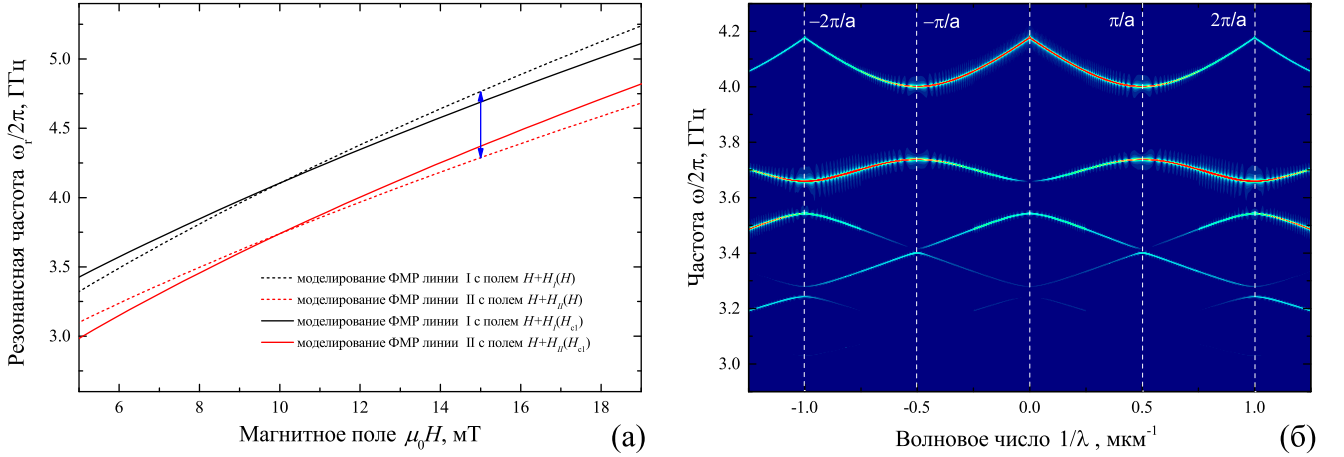 Резонансная частота ω_r/2π, ГГц
5.0
4.5
4.0
3.5
3.0
моделирование ФМР линии I с полем H+H_I(H)
моделирование ФМР линии II с полем H+H_II(H)
моделирование ФМР линии I с полем H+H_I(H_c1)
моделирование ФМР линии II с полем H+H_II(H_c1)
6 8 10 12 14 16 18
Магнитное поле μ₀H, мТ
(а)
Частота ω/2π, ГГц
4.2
4.0
3.8
3.6
3.4
3.2
3.0
−2π/a −π/a π/a 2π/a
-1.0 -0.5 0.0 0.5 1.0
Волновое число 1/λ , мкм⁻¹
(б)